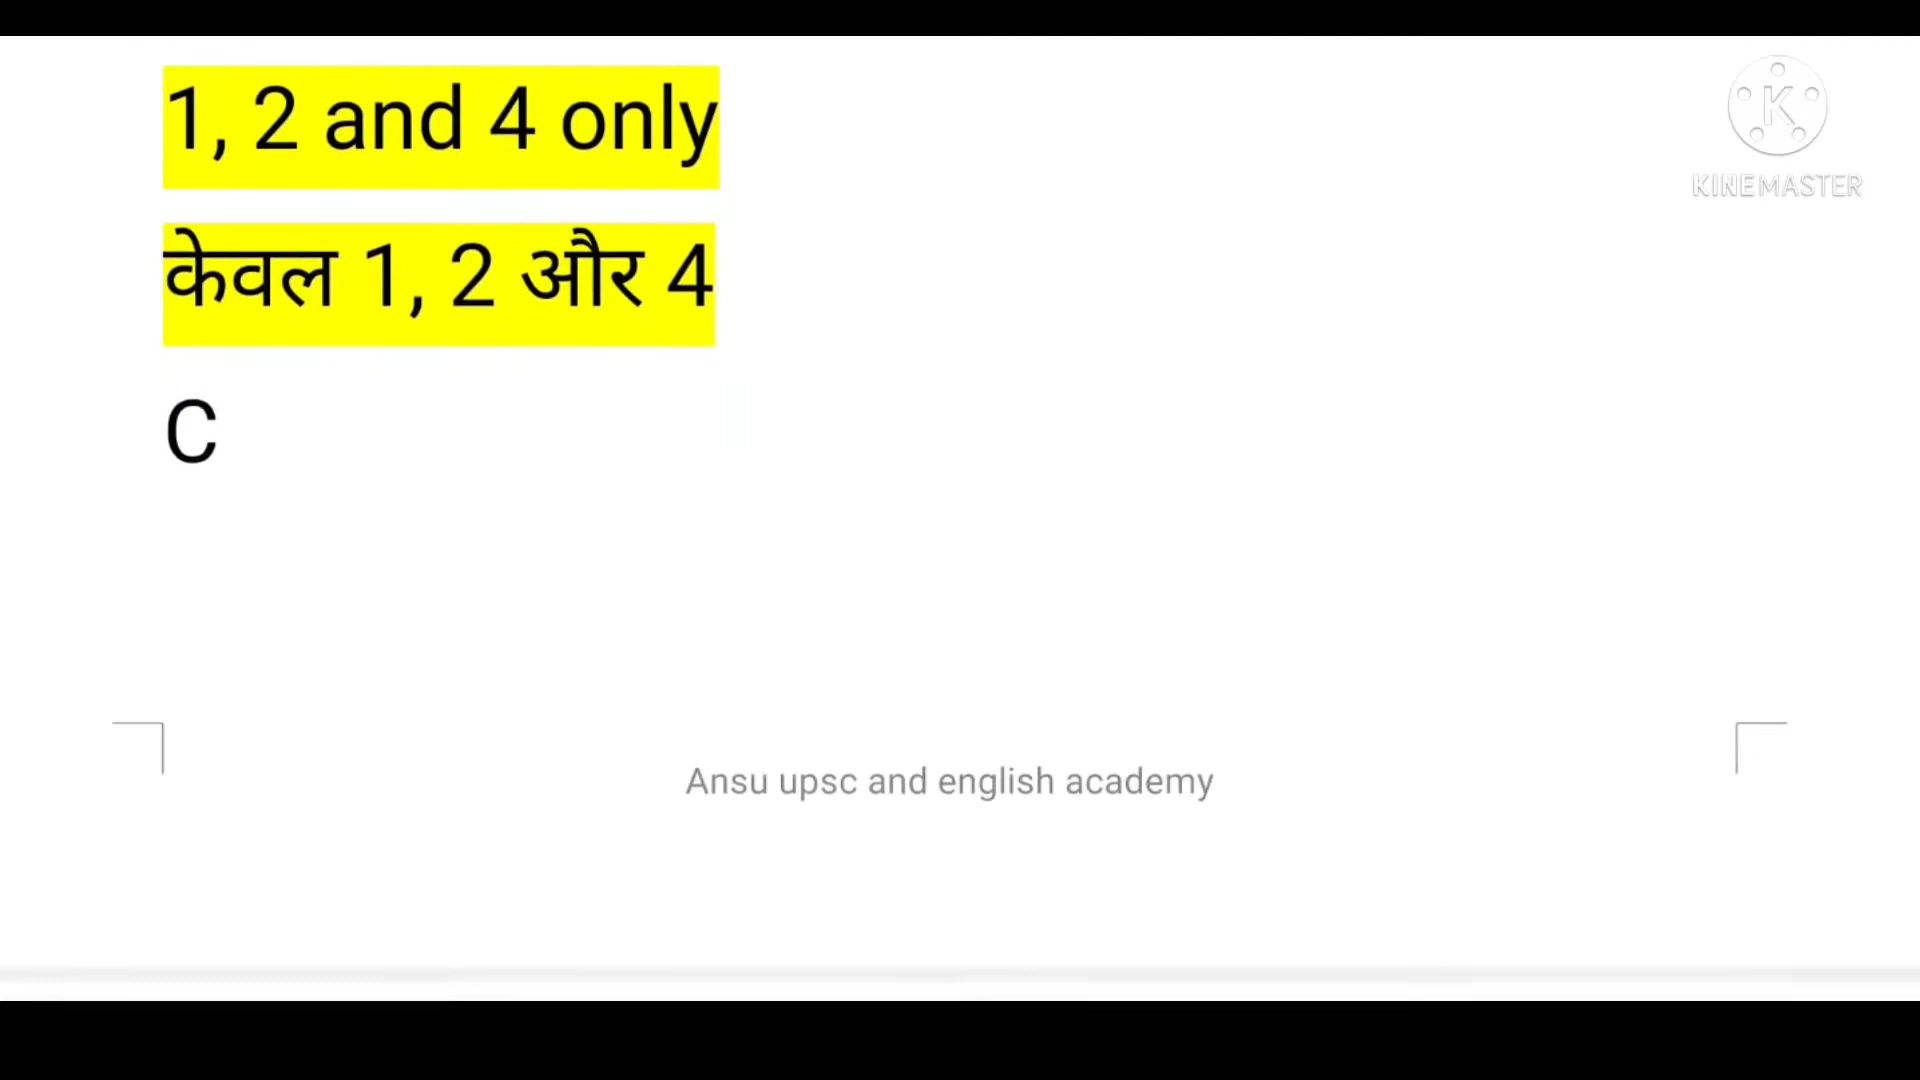 1, 2 and 4 only
K
KINEMASTER
केवल 1, 2 और 4
C
Ansu upsc and english academy